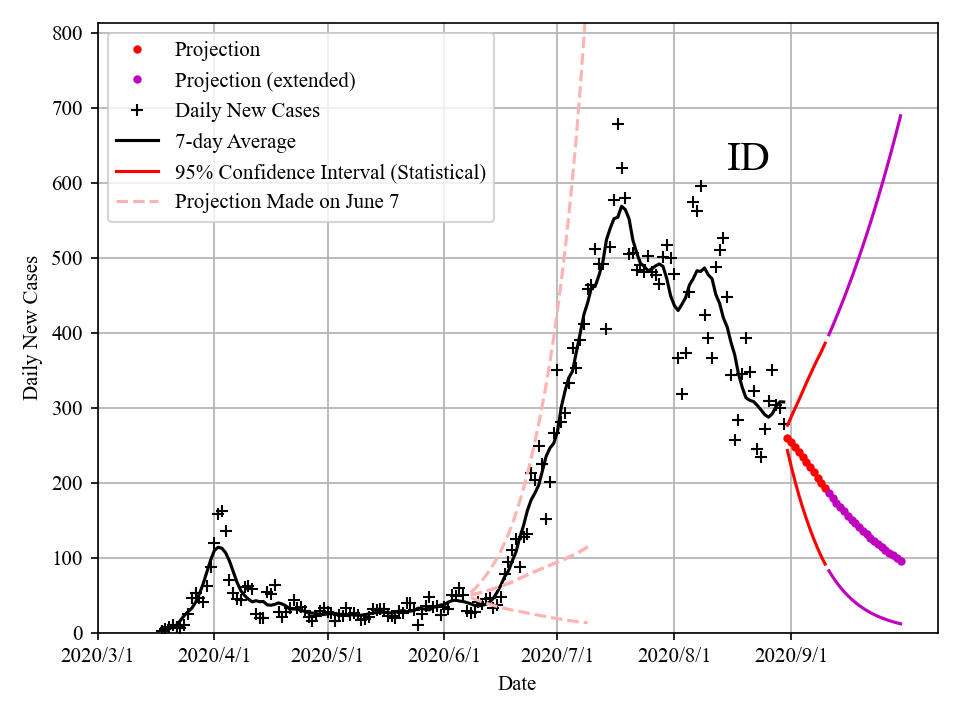 800
700
600
500
400
300
200
100
0
Daily New Cases
Projection
Projection (extended)
Daily New Cases
7-day Average
95% Confidence Interval (Statistical)
Projection Made on June 7
ID
2020/3/1 2020/4/1 2020/5/1 2020/6/1 2020/7/1 2020/8/1 2020/9/1
Date